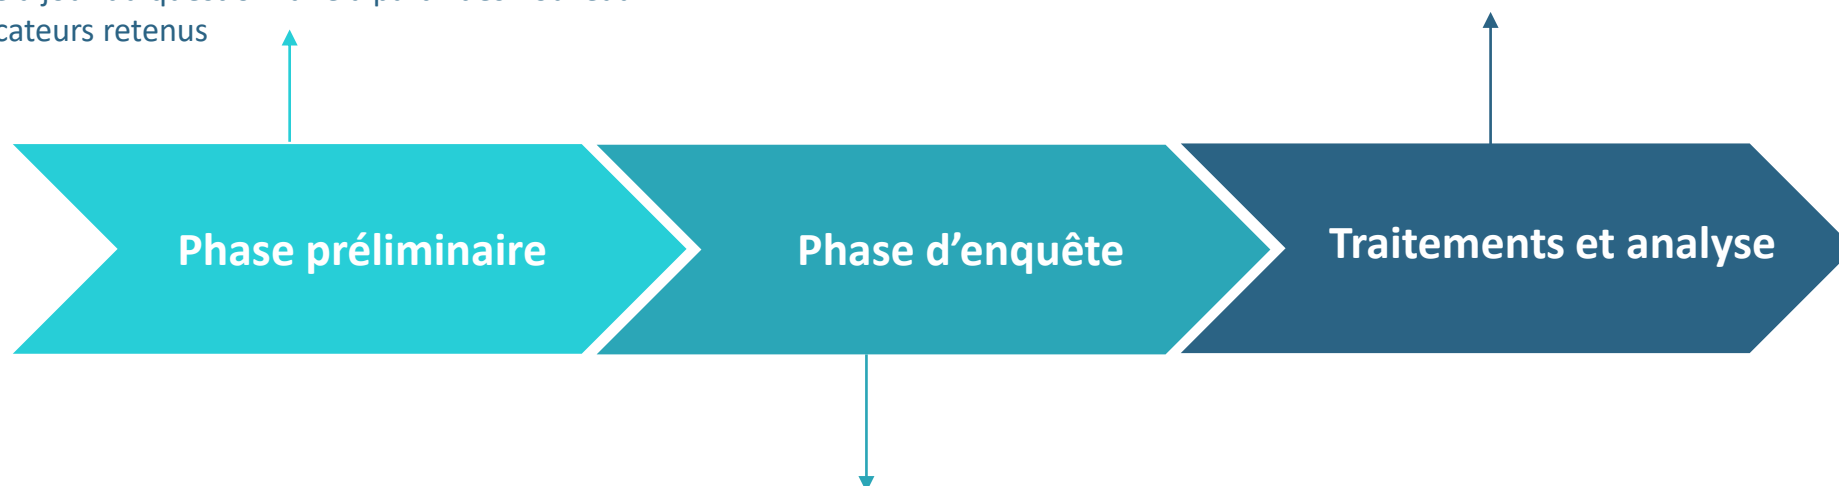 cateurs retenus
Phase préliminaire
Phase d'enquête
Traitements et analyse